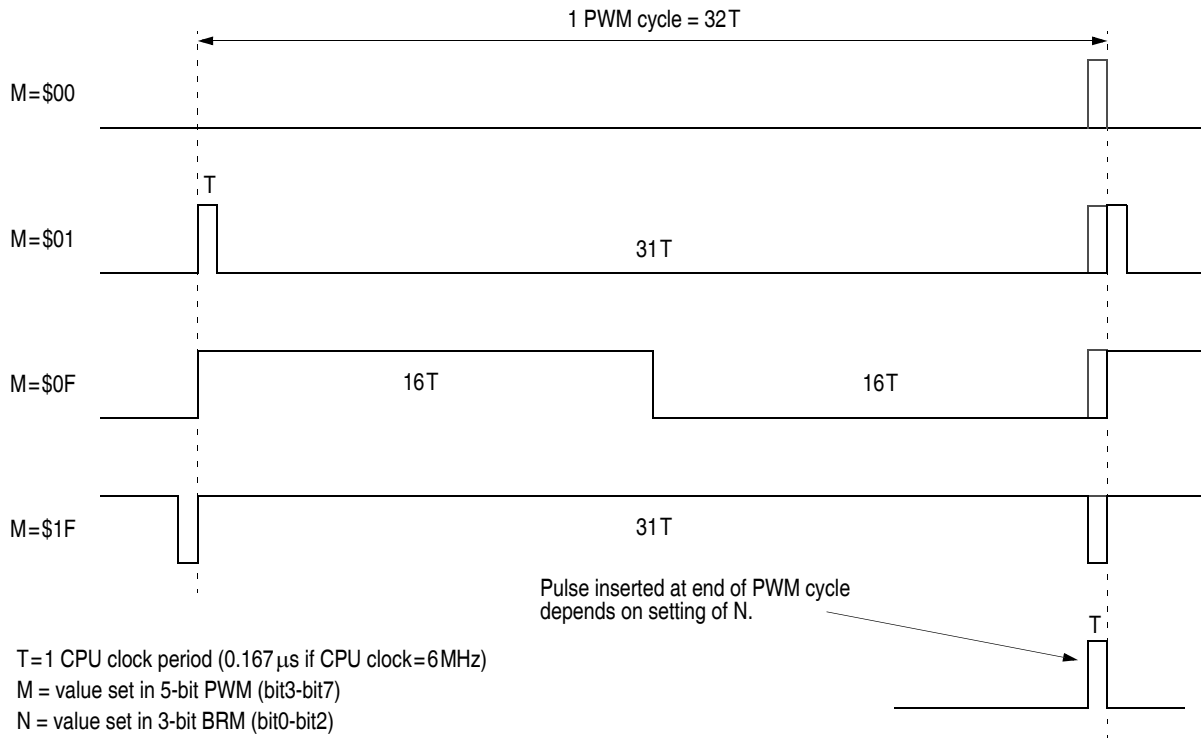 1 PWM cycle = 32T
M=$00
T
M=$01
31T
M=$0F
16T
16T
M=$1F
31T
Pulse inserted at end of PWM cycle
depends on setting of N.
T
T=1 CPU clock period (0.167 μs if CPU clock=6MHz)
M = value set in 5-bit PWM (bit3-bit7)
N = value set in 3-bit BRM (bit0-bit2)